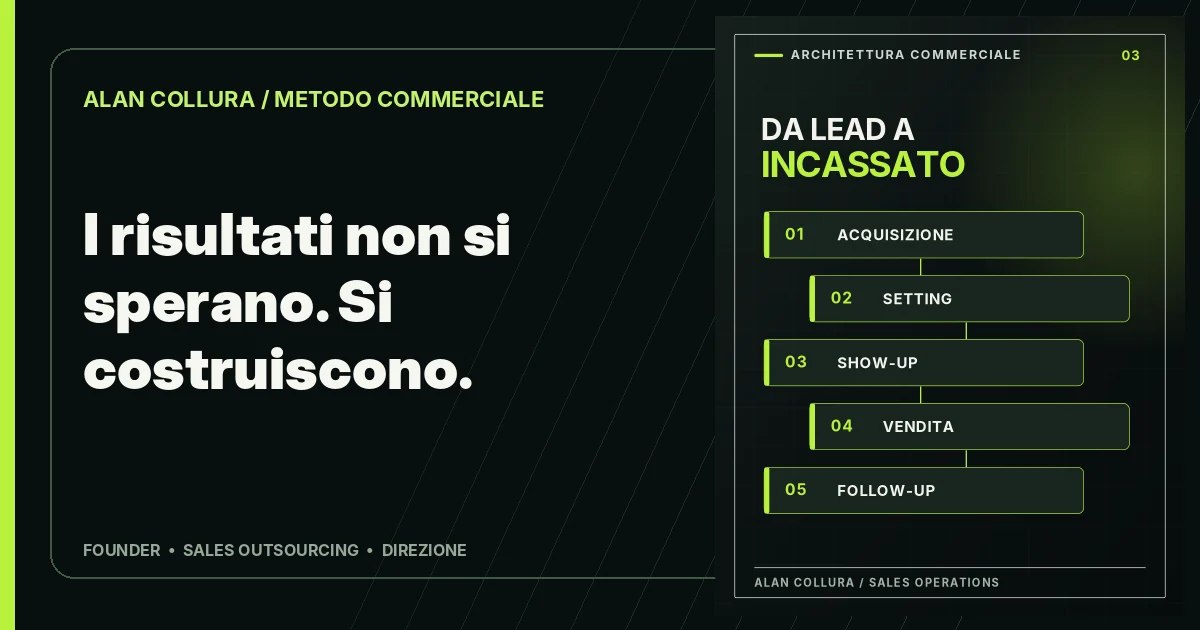 ALAN COLLURA / METODO COMMERCIALE
I risultati non si
sperano. Si
costruiscono.
FOUNDER • SALES OUTSOURCING • DIREZIONE
ARCHITETTURA COMMERCIALE 03
DA LEAD A
INCASSATO
01 ACQUISIZIONE
02 SETTING
03 SHOW-UP
04 VENDITA
05 FOLLOW-UP
ALAN COLLURA / SALES OPERATIONS